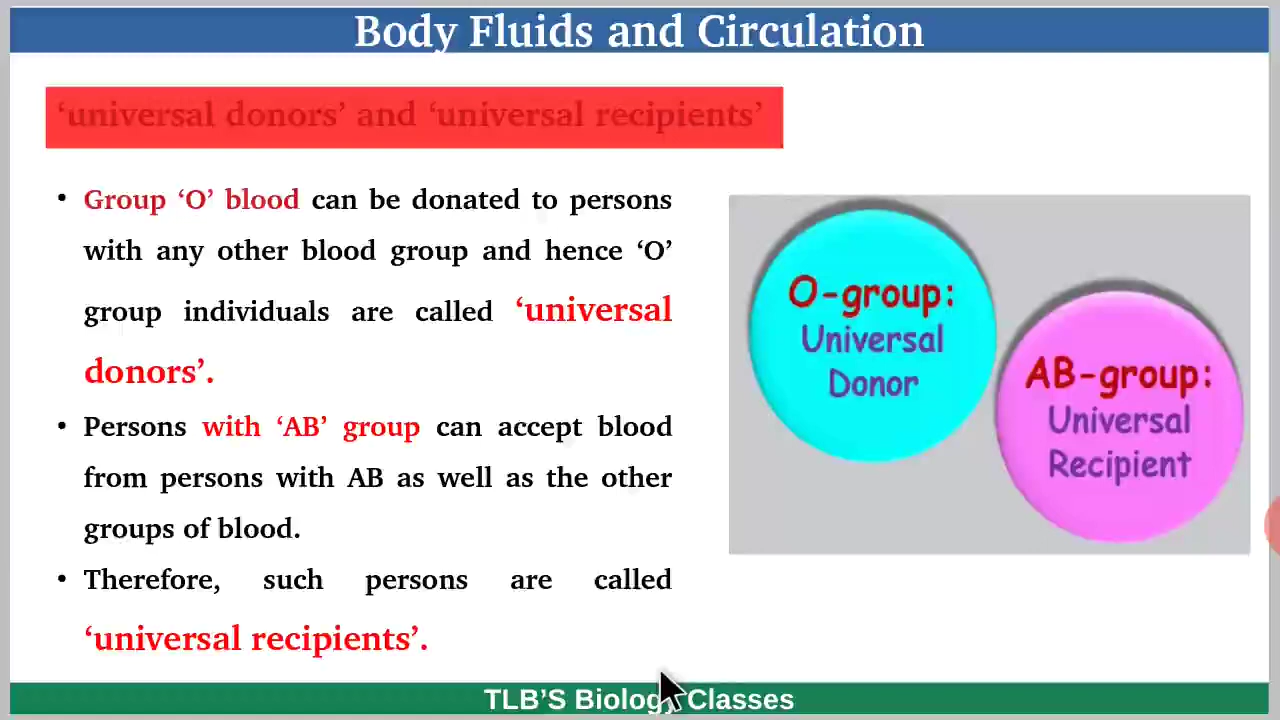 Body Fluids and Circulation
‘universal donors’ and ‘universal recipients’
• Group ‘O’ blood can be donated to persons
with any other blood group and hence ‘O’
group individuals are called ‘universal
donors’.
• Persons with ‘AB’ group can accept blood
from persons with AB as well as the other
groups of blood.
• Therefore, such persons are called
‘universal recipients’.
O-group:
Universal
Donor
AB-group:
Universal
Recipient
TLB’S Biology Classes